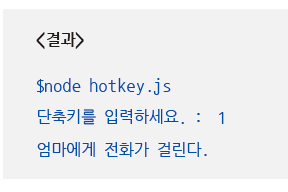 <결과>
$node hotkey.js
단축키를 입력하세요. : 1
엄마에게 전화가 걸린다.